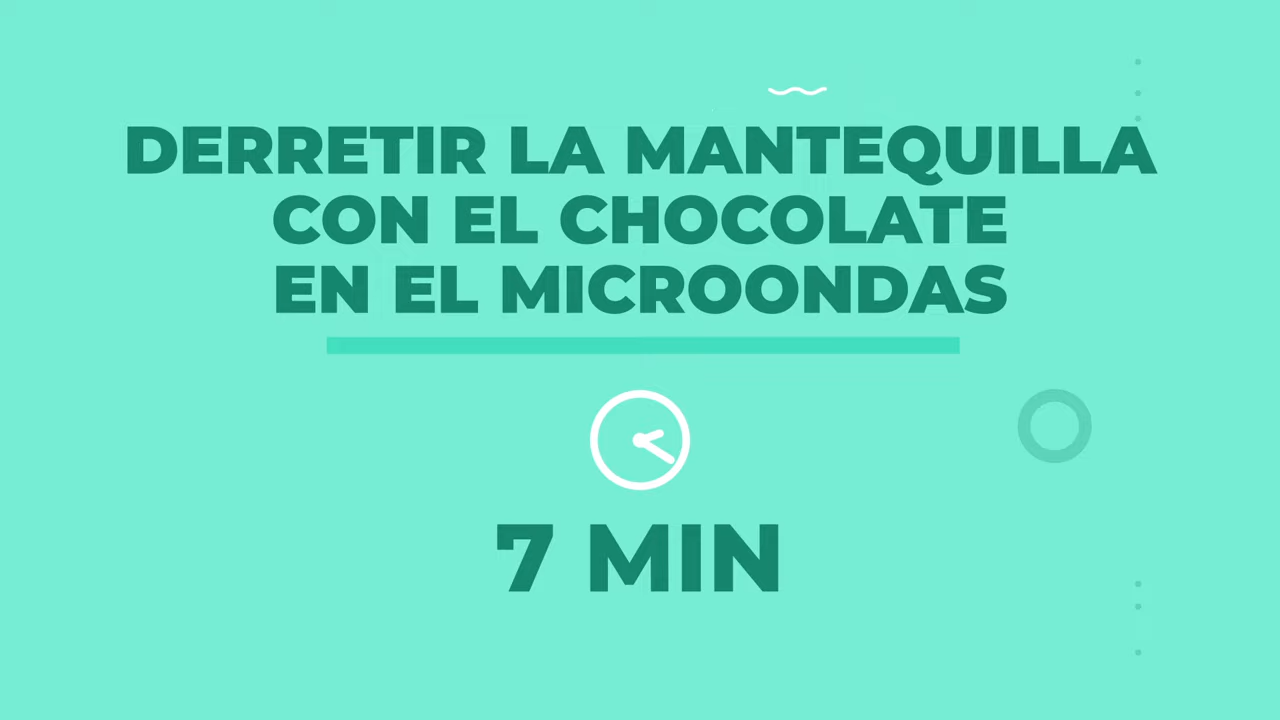 DERRETIR LA MANTEQUILLA
CON EL CHOCOLATE
EN EL MICROONDAS
7 MIN